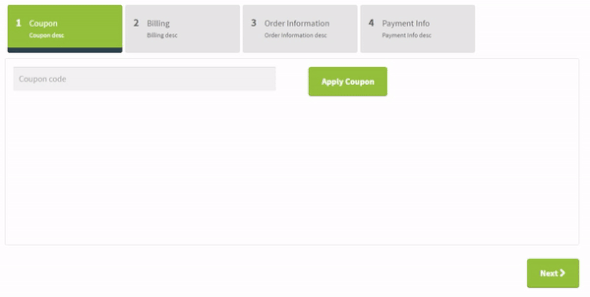 1 Coupon
Coupon desc
2 Billing
Billing desc
3 Order Information
Order Information desc
4 Payment Info
Payment Info desc
Coupon code
Apply Coupon
Next